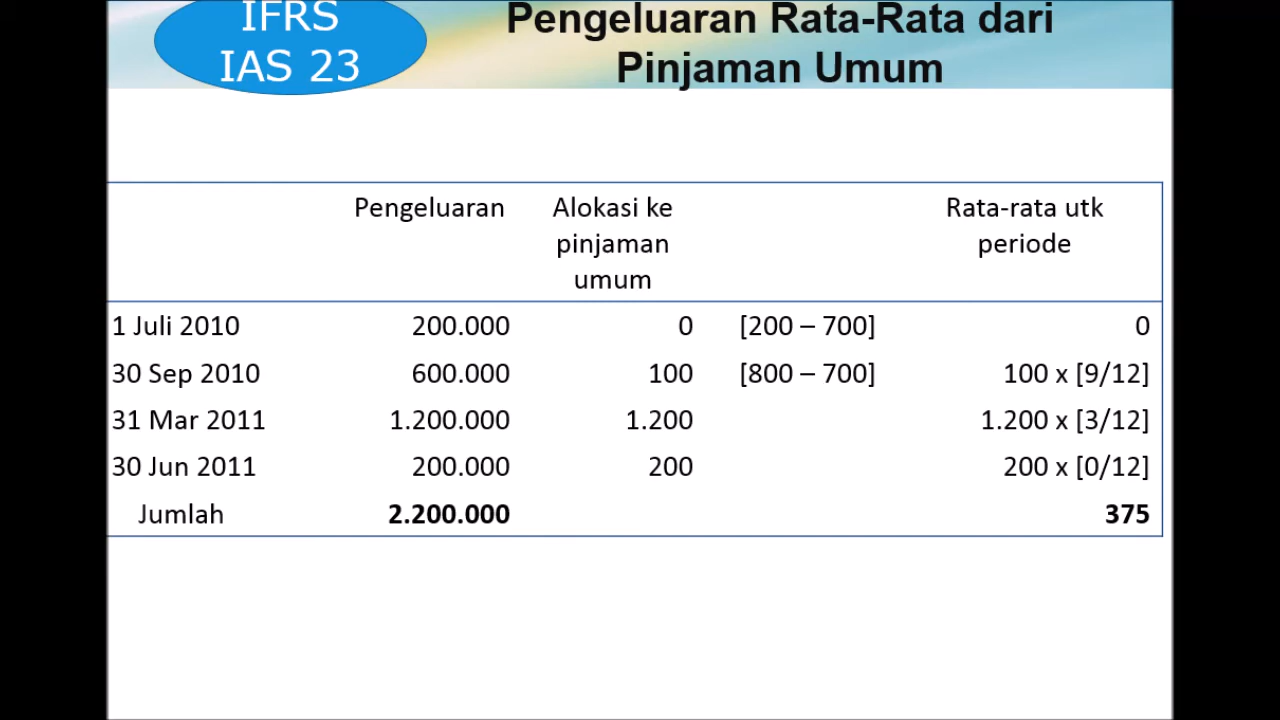 IFRS
IAS 23
Pengeluaran Rata-Rata dari
Pinjaman Umum
Pengeluaran Alokasi ke pinjaman umum Rata-rata utk periode
1 Juli 2010 200.000 0 [200 – 700] 0
30 Sep 2010 600.000 100 [800 – 700] 100 x [9/12]
31 Mar 2011 1.200.000 1.200 1.200 x [3/12]
30 Jun 2011 200.000 200 200 x [0/12]
Jumlah 2.200.000 375